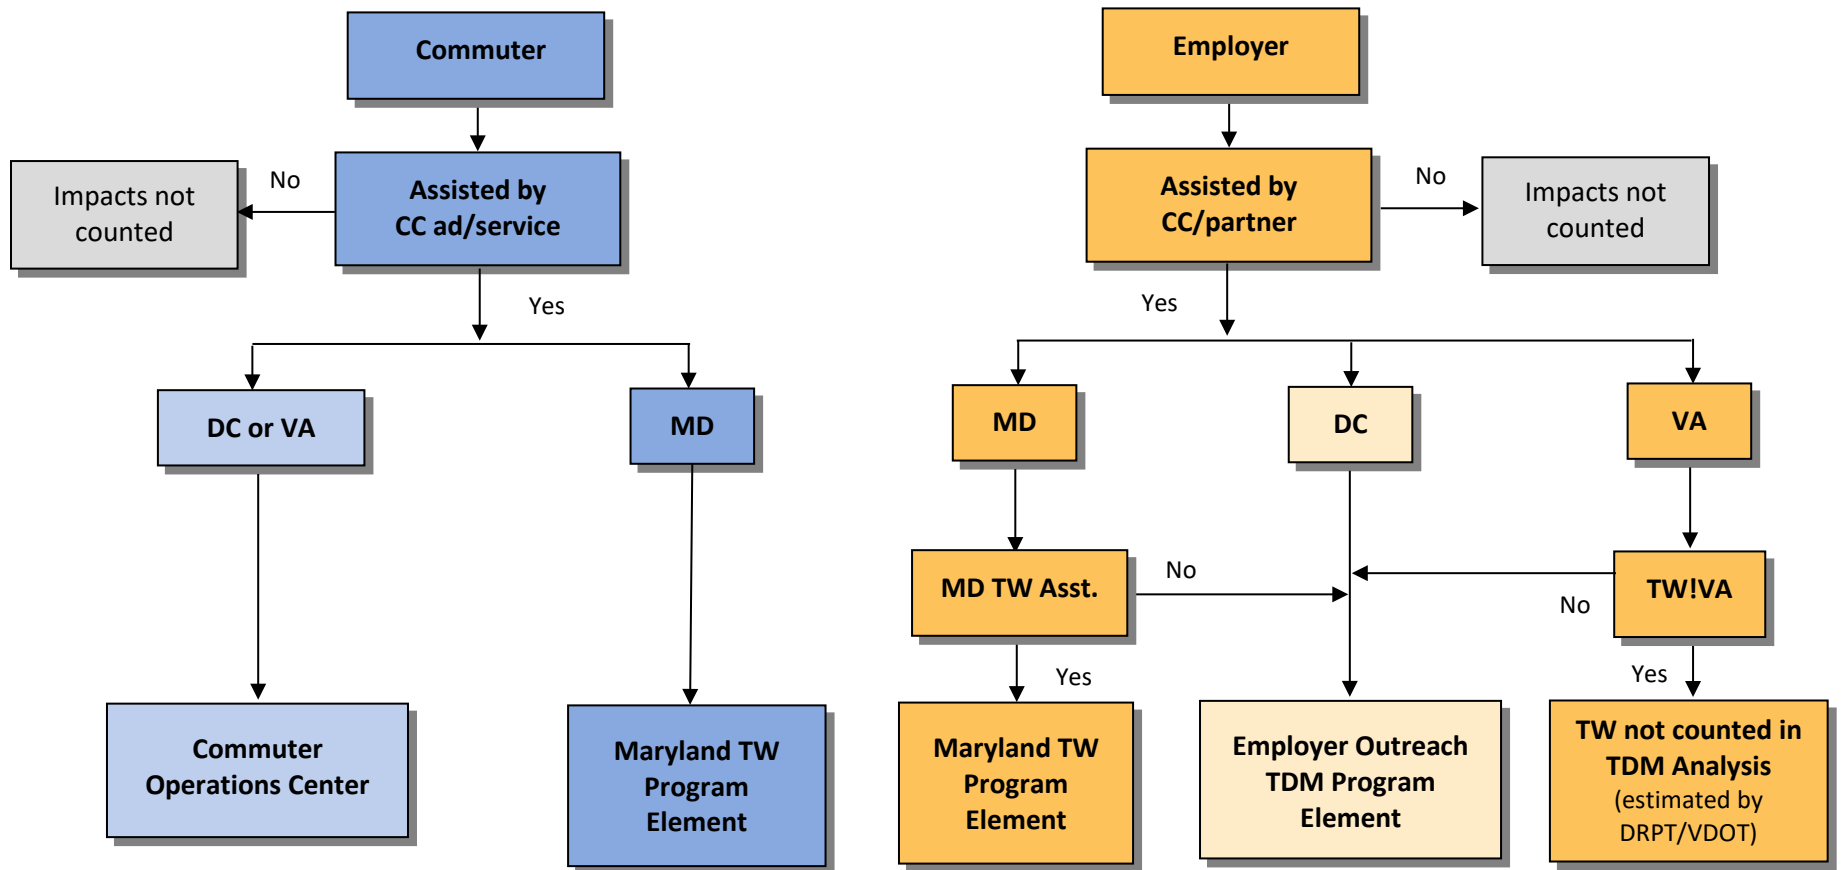 Commuter
Employer
Impacts not
counted
No
Assisted by
CC ad/service
Assisted by
CC/partner
No
Impacts not
counted
Yes
Yes
DC or VA
MD
MD
DC
VA
MD TW Asst.
No
No
TW!VA
Yes
Yes
Commuter
Operations Center
Maryland TW
Program
Element
Maryland TW
Program
Element
Employer Outreach
TDM Program
Element
TW not counted in
TDM Analysis
(estimated by
DRPT/VDOT)